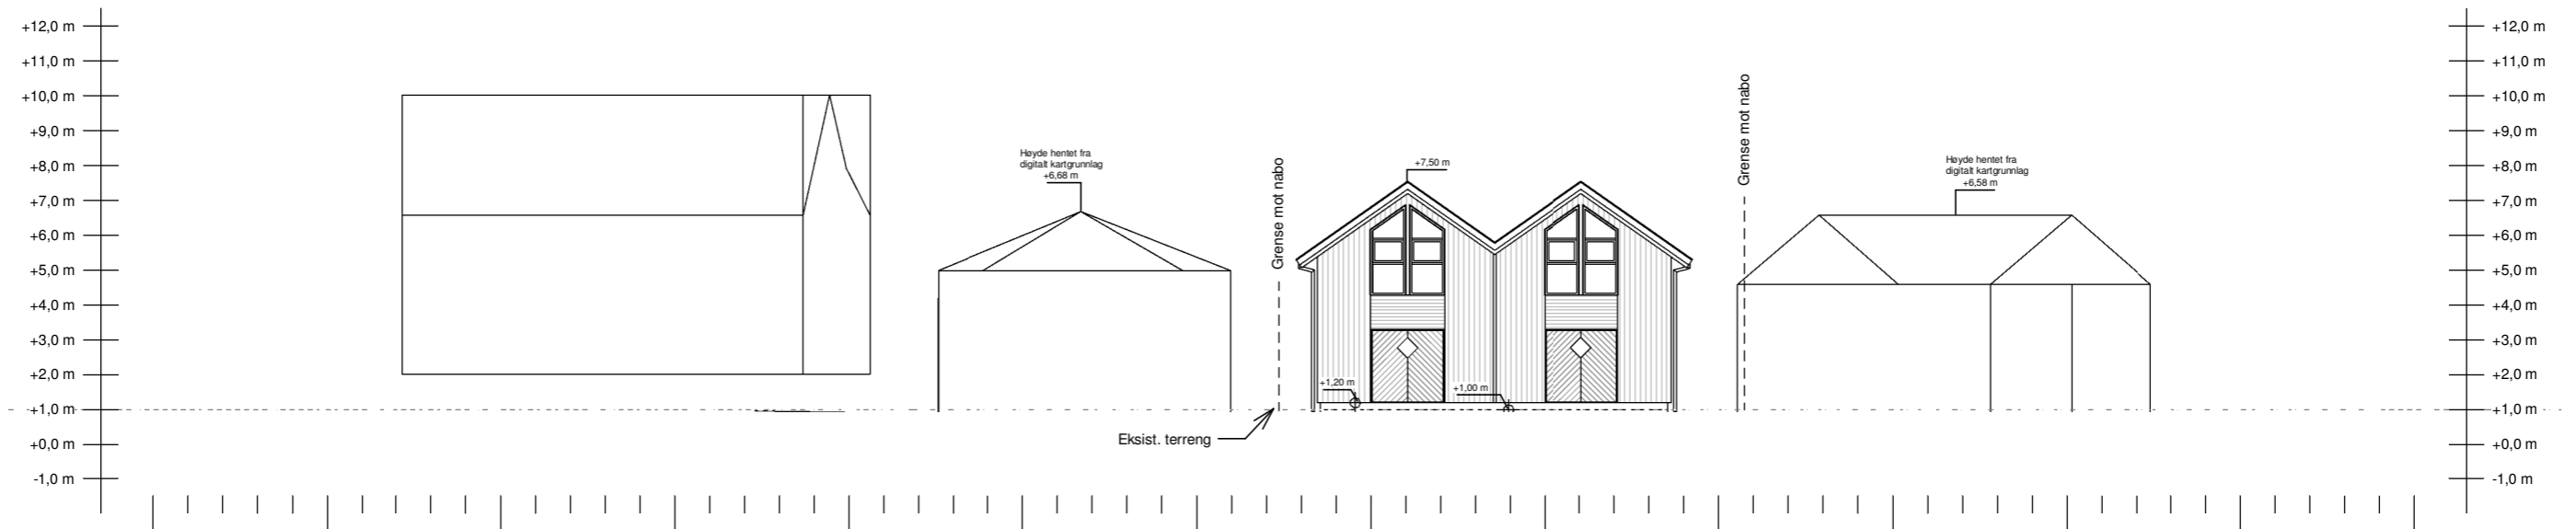 +12,0 m
+11,0 m
+10,0 m
+9,0 m
+8,0 m
+7,0 m
+6,0 m
+5,0 m
+4,0 m
+3,0 m
+2,0 m
+1,0 m
+0,0 m
-1,0 m
Høyde hentet fra
digitalt kartgrunnlag
+6,68 m
Grense mot nabo
Eksist. terreng
+7,50 m
+1,20 m
+1,00 m
Grense mot nabo
Høyde hentet fra
digitalt kartgrunnlag
+6,58 m
+12,0 m
+11,0 m
+10,0 m
+9,0 m
+8,0 m
+7,0 m
+6,0 m
+5,0 m
+4,0 m
+3,0 m
+2,0 m
+1,0 m
+0,0 m
-1,0 m